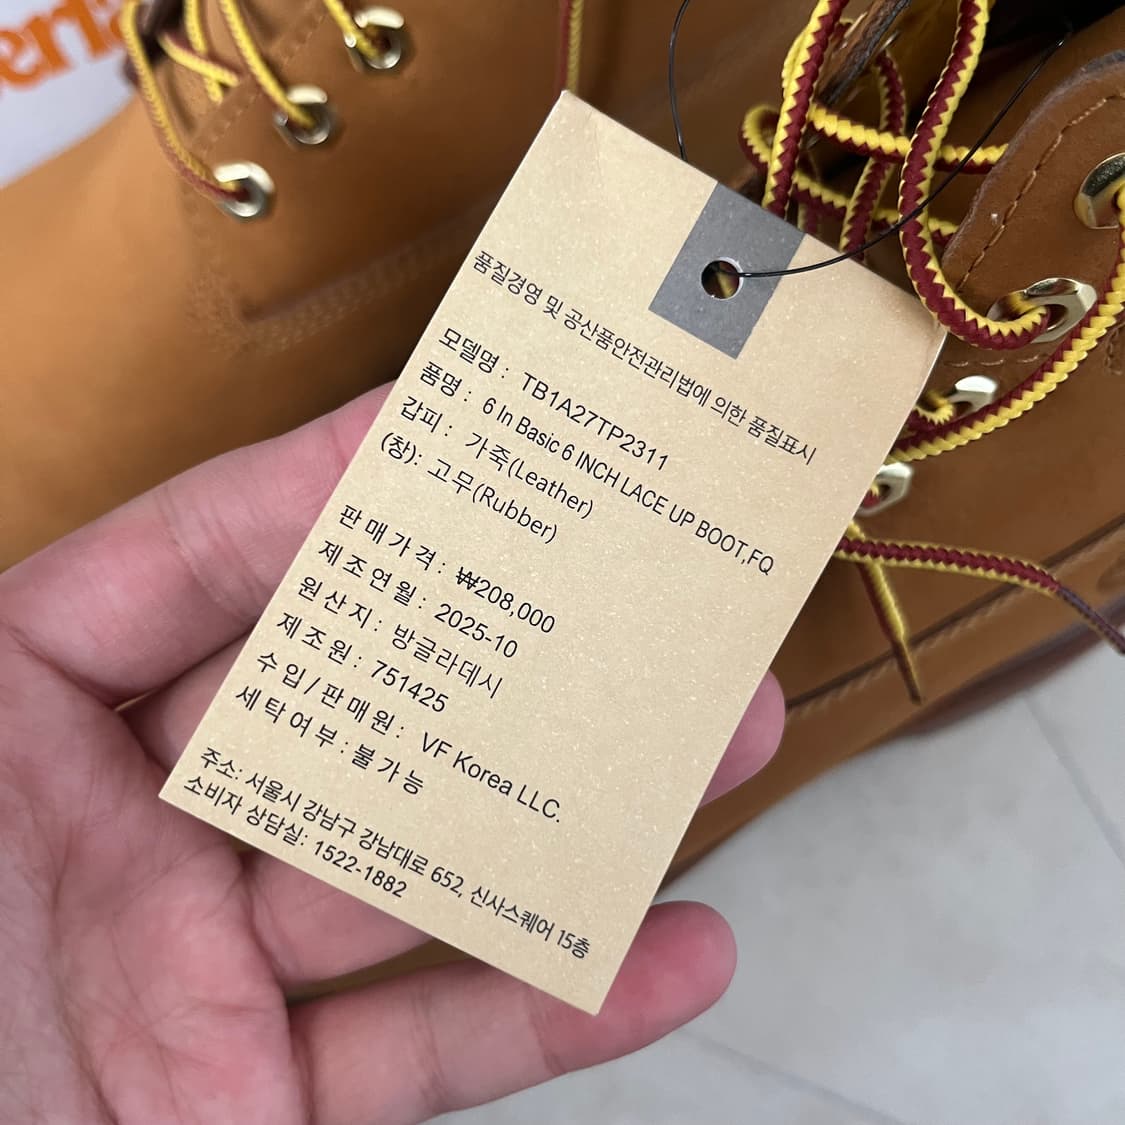 품질경영 및 공산품안전관리법에 의한 품질표시
모델명 : TB1A27TP2311
품명 : 6 In Basic 6 INCH LACE UP BOOT,FQ
갑피 : 가죽(Leather)
(창): 고무(Rubber)
판 매 가 격 : ₩208,000
제 조 연 월 : 2025-10
원 산 지 : 방글라데시
제 조 원 : 751425
수 입 / 판 매 원 : VF Korea LLC.
세 탁 여 부 : 불 가 능
주소: 서울시 강남구 강남대로 652, 신사스퀘어 15층
소비자 상담실: 1522-1882